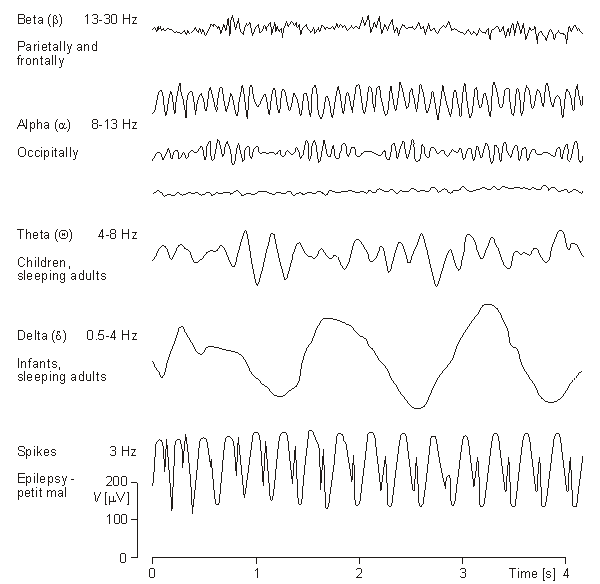 Beta (β) 13-30 Hz
Parietally and
frontally
Alpha (α) 8-13 Hz
Occipitally
Theta (Θ) 4-8 Hz
Children,
sleeping adults
Delta (δ) 0.5-4 Hz
Infants,
sleeping adults
Spikes 3 Hz
Epilepsy -
petit mal
200
V [µV]
100
0
0 1 2 3 Time [s] 4